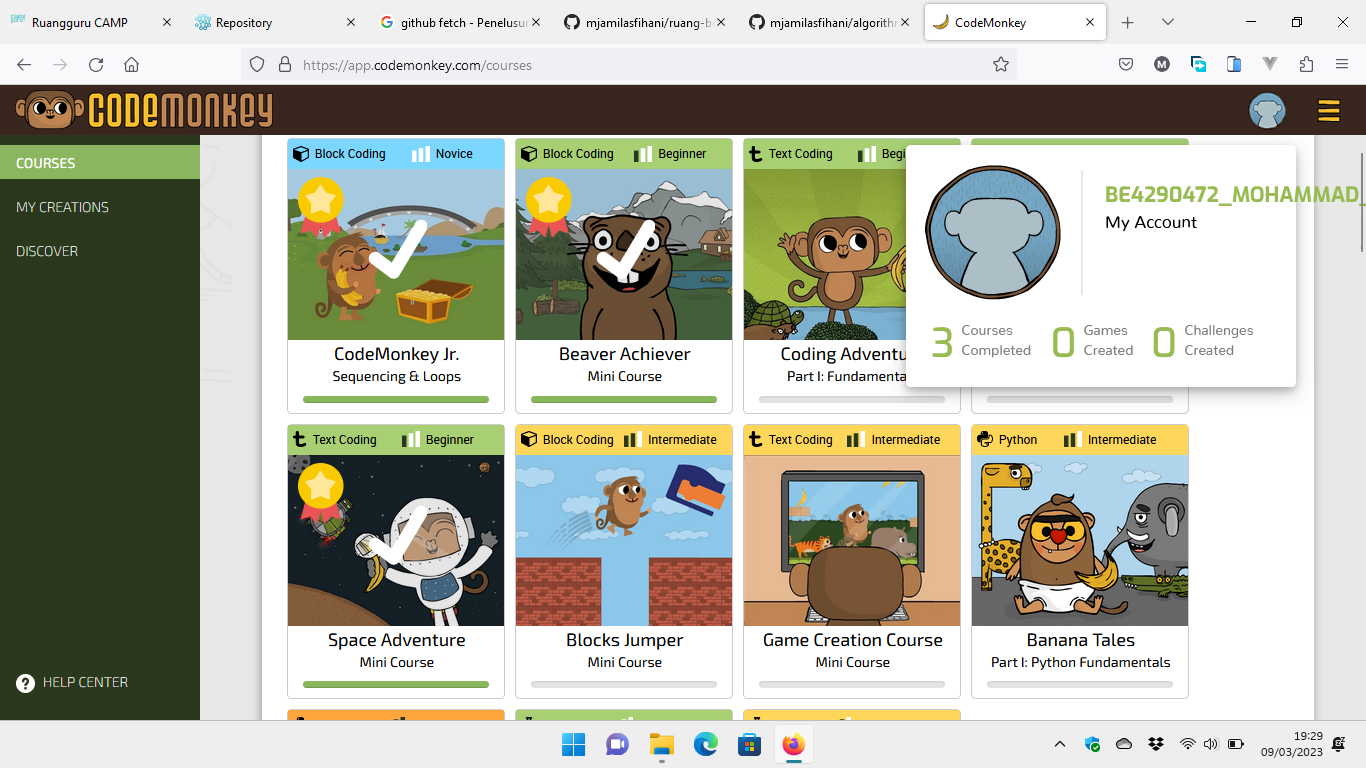 Ruangguru CAMP
Repository
github fetch - Penelusur
mjamilasfihani/ruang-b
mjamilasfihani/algorith
CodeMonkey
https://app.codemonkey.com/courses
CODEMONKEY
COURSES
MY CREATIONS
DISCOVER
HELP CENTER
Block Coding Novice
CodeMonkey Jr.
Sequencing & Loops
Block Coding Beginner
Beaver Achiever
Mini Course
Text Coding Begi
Coding Adventu
Part I: Fundamenta
BE4290472_MOHAMMAD_
My Account
3 Courses Completed
0 Games Created
0 Challenges Created
Text Coding Beginner
Space Adventure
Mini Course
Block Coding Intermediate
Blocks Jumper
Mini Course
Text Coding Intermediate
Game Creation Course
Mini Course
Python Intermediate
Banana Tales
Part I: Python Fundamentals
19:29
09/03/2023